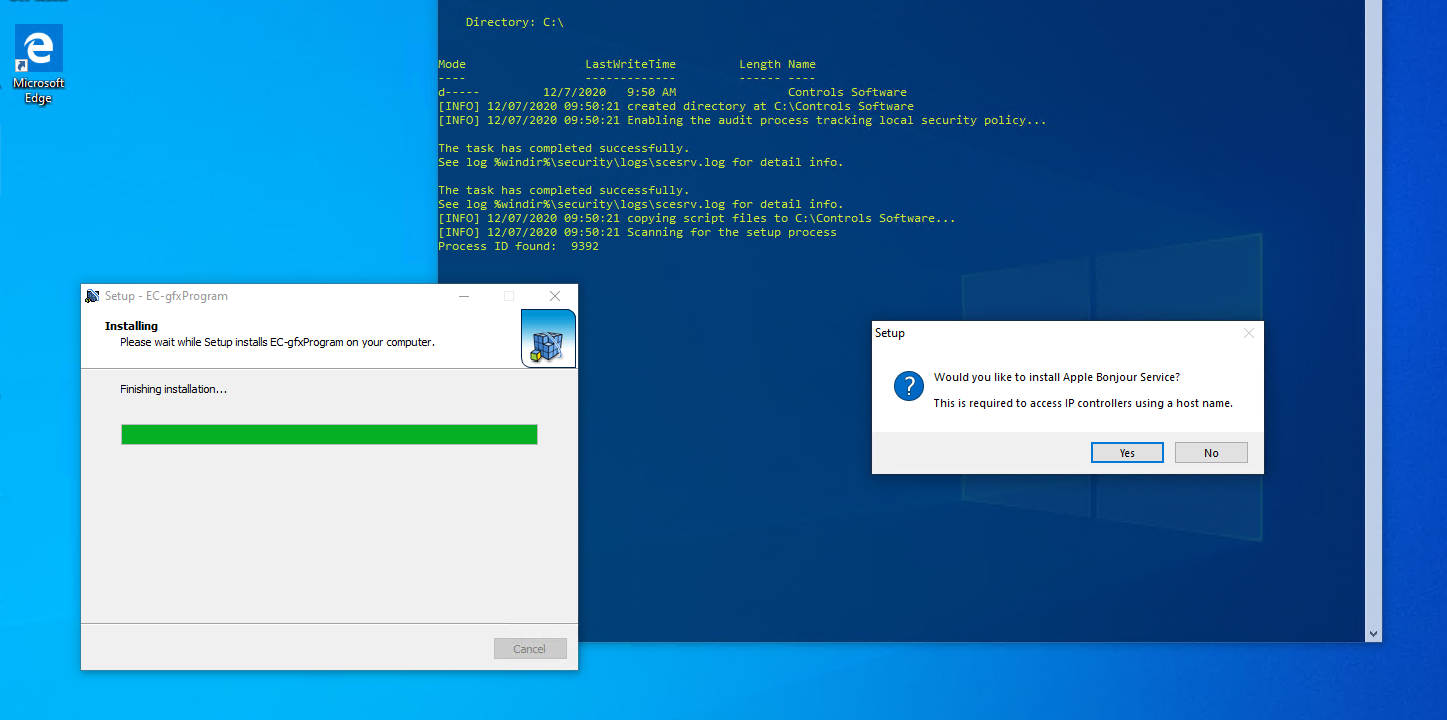 Microsoft
Edge
Directory: C:\
Mode LastWriteTime Length Name
---- ------------- ------ ----
d----- 12/7/2020 9:50 AM Controls Software
[INFO] 12/07/2020 09:50:21 created directory at C:\Controls Software
[INFO] 12/07/2020 09:50:21 Enabling the audit process tracking local security policy...
The task has completed successfully.
See log %windir%\security\logs\scesrv.log for detail info.
The task has completed successfully.
See log %windir%\security\logs\scesrv.log for detail info.
[INFO] 12/07/2020 09:50:21 copying script files to C:\Controls Software...
[INFO] 12/07/2020 09:50:21 Scanning for the setup process
Process ID found: 9392
Setup - EC-gfxProgram
Installing
Please wait while Setup installs EC-gfxProgram on your computer.
Finishing installation...
Cancel
Setup
Would you like to install Apple Bonjour Service?
This is required to access IP controllers using a host name.
Yes
No